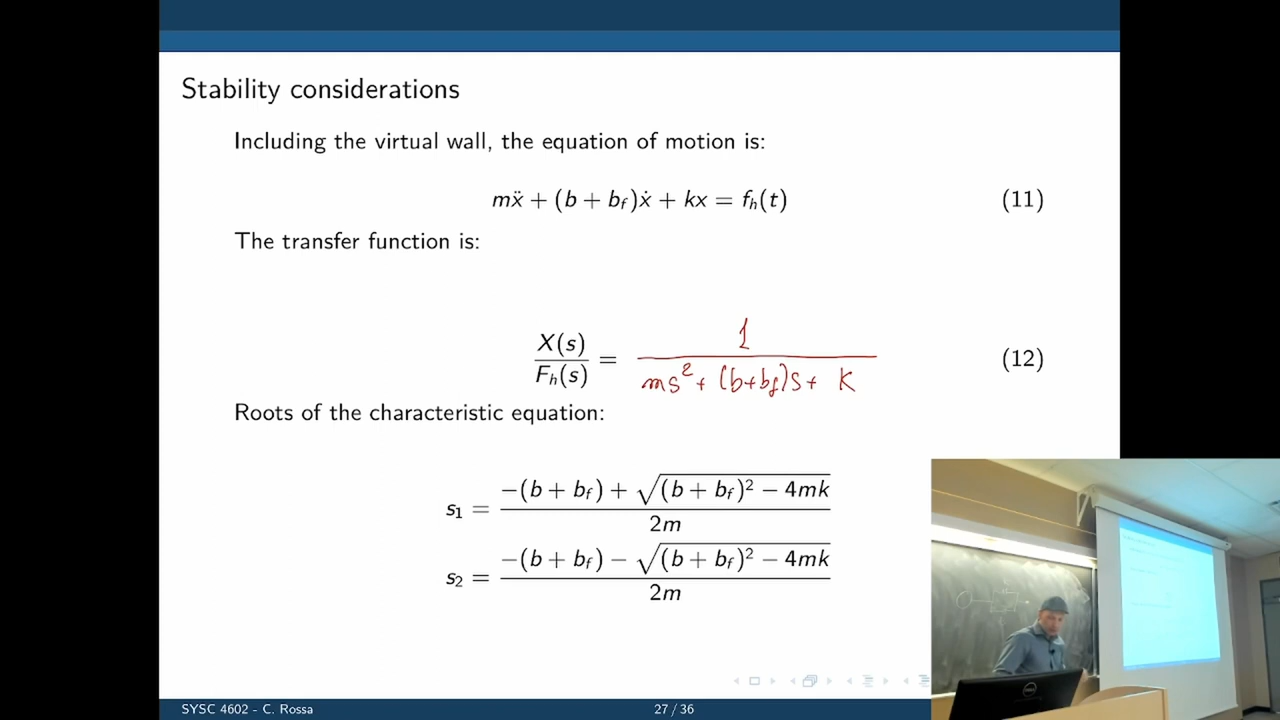 Stability considerations
Including the virtual wall, the equation of motion is:
mẍ + (b + b_f)ẋ + kx = f_h(t) (11)
The transfer function is:
X(s)/F_h(s) = 1/(ms² + (b+b_f)s + k) (12)
Roots of the characteristic equation:
s₁ = (−(b + b_f) + √((b + b_f)² − 4mk))/2m
s₂ = (−(b + b_f) − √((b + b_f)² − 4mk))/2m
SYSC 4602 - C. Rossa
27 / 36
DELL